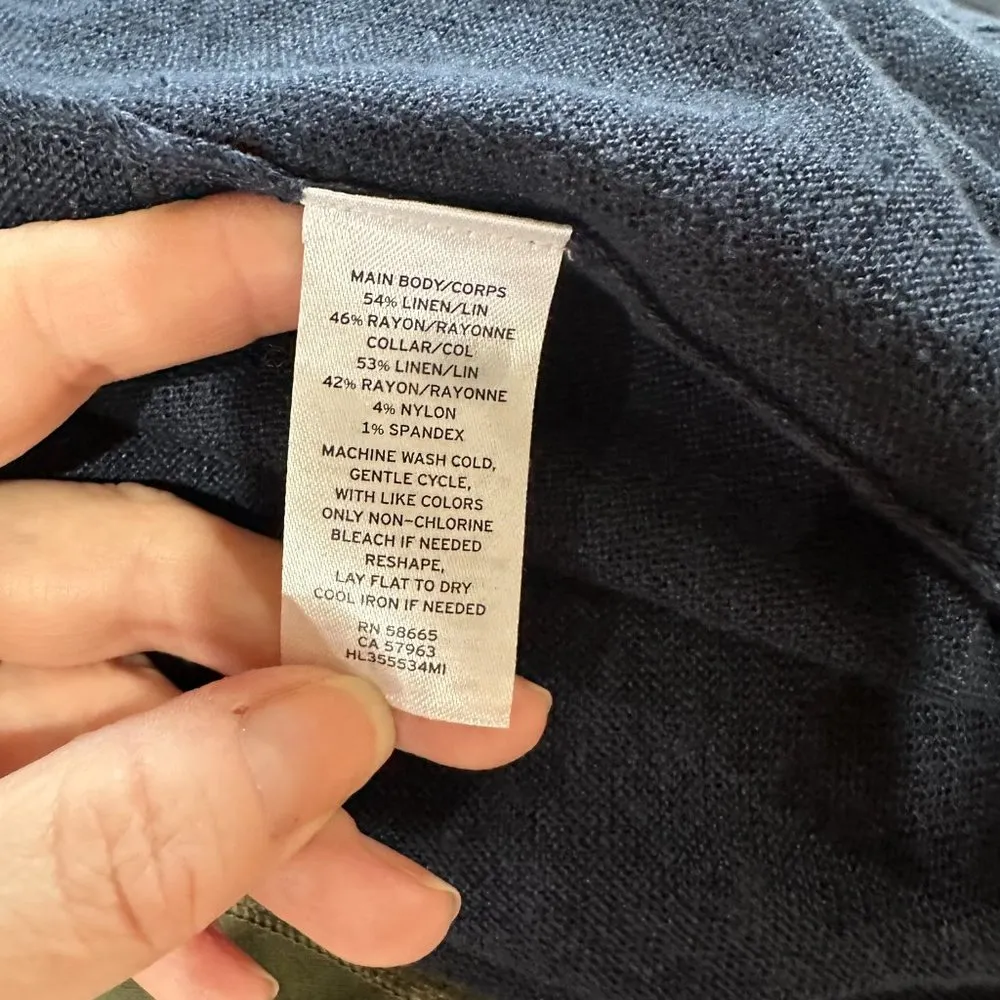 MAIN BODY/CORPS
54% LINEN/LIN
46% RAYON/RAYONNE
COLLAR/COL
53% LINEN/LIN
42% RAYON/RAYONNE
4% NYLON
1% SPANDEX
MACHINE WASH COLD,
GENTLE CYCLE,
WITH LIKE COLORS
ONLY NON-CHLORINE
BLEACH IF NEEDED
RESHAPE,
LAY FLAT TO DRY
COOL IRON IF NEEDED
RN 58665
CA 57963
HL355534MI